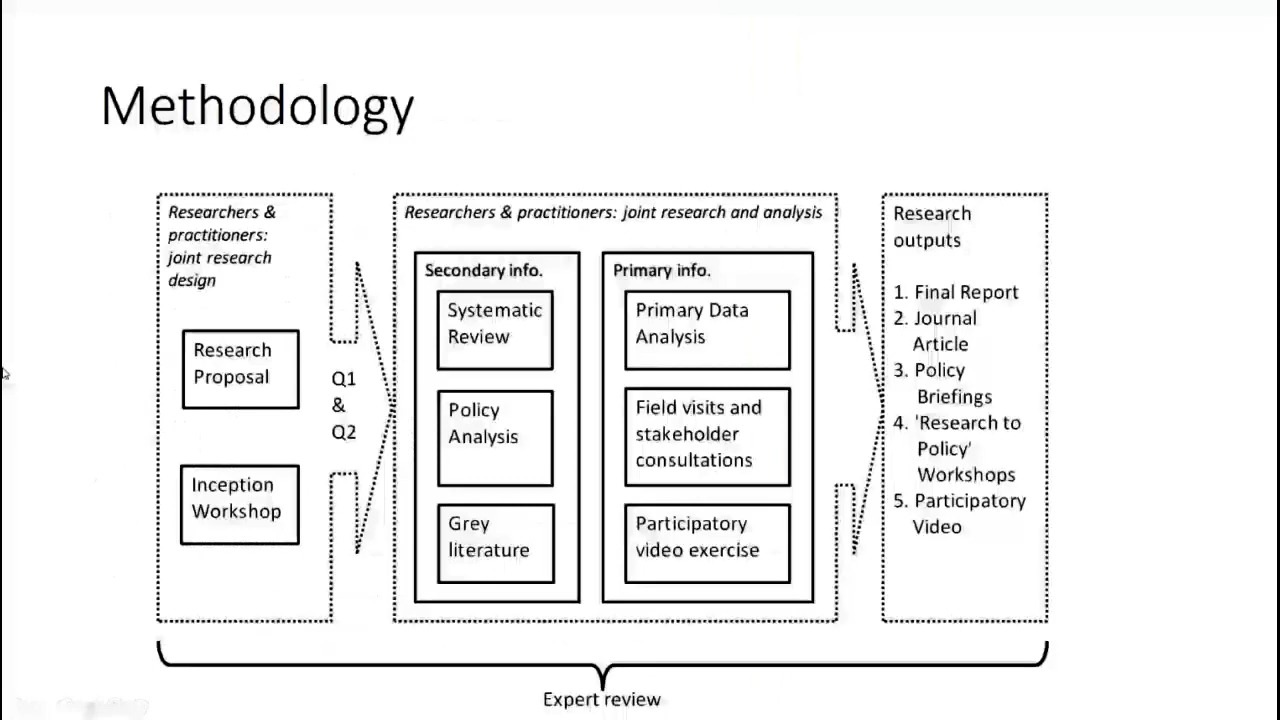 Methodology
Researchers &
practitioners:
joint research
design
Research
Proposal
Inception
Workshop
Q1
&
Q2
Researchers & practitioners: joint research and analysis
Secondary info.
Systematic
Review
Policy
Analysis
Grey
literature
Primary info.
Primary Data
Analysis
Field visits and
stakeholder
consultations
Participatory
video exercise
Research
outputs
1. Final Report
2. Journal
Article
3. Policy
Briefings
4. 'Research to
Policy'
Workshops
5. Participatory
Video
Expert review